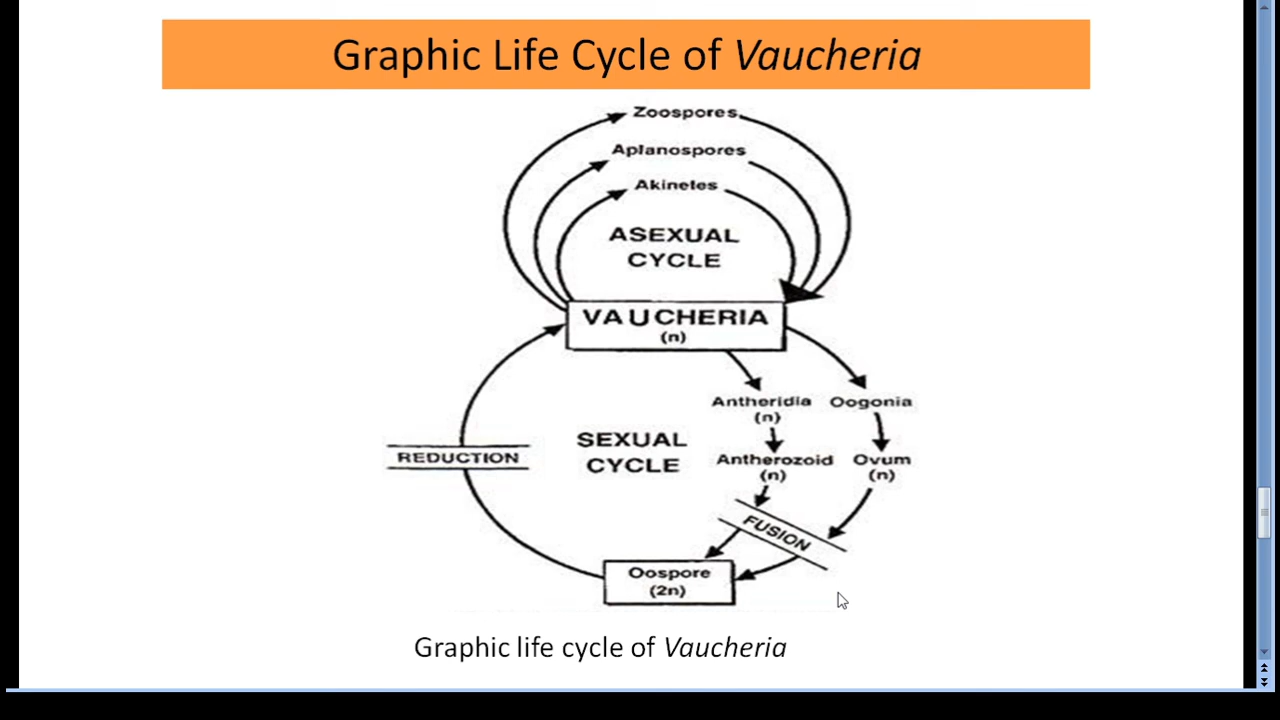 Graphic Life Cycle of Vaucheria
Zoospores
Aplanospores
Akinetes
ASEXUAL
CYCLE
VAUCHERIA
(n)
Antheridia
(n)
Oogonia
SEXUAL
CYCLE
REDUCTION
Antherozoid
(n)
Ovum
(n)
FUSION
Oospore
(2n)
Graphic life cycle of Vaucheria